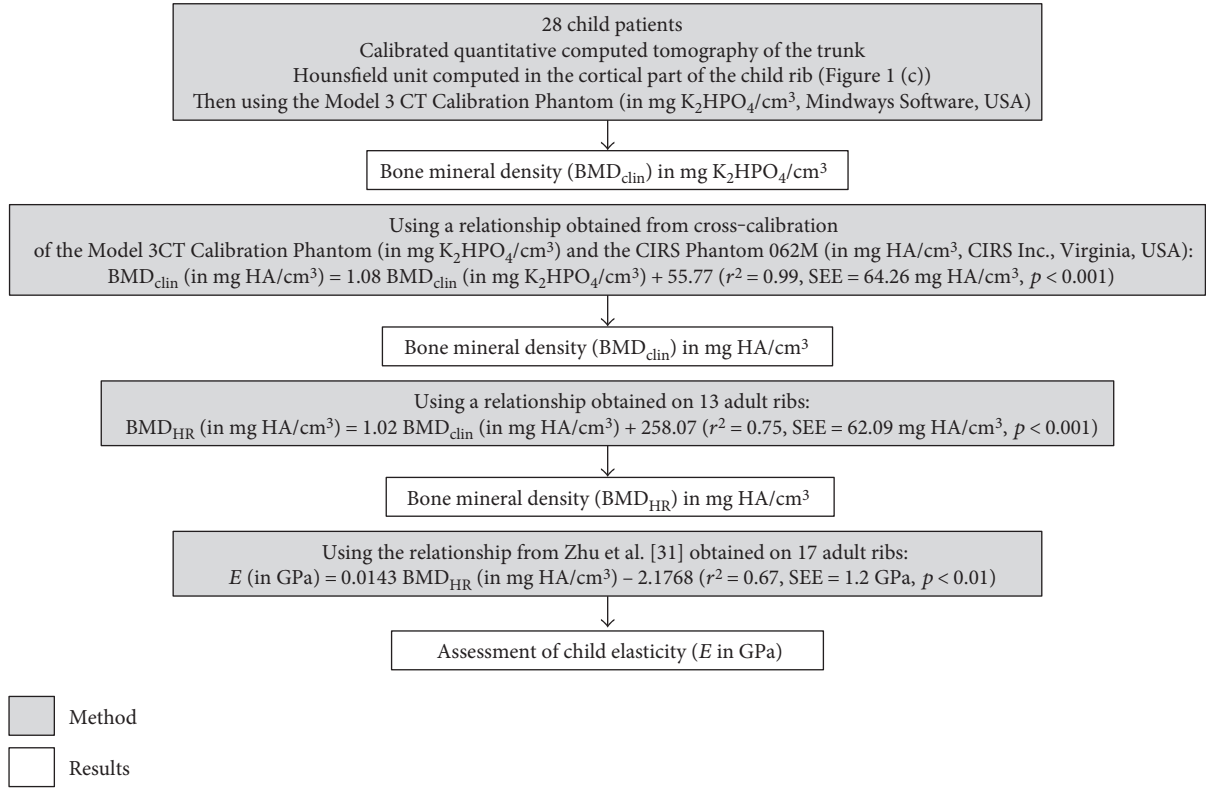 28 child patients
Calibrated quantitative computed tomography of the trunk
Hounsfield unit computed in the cortical part of the child rib (Figure 1 (c))
Then using the Model 3 CT Calibration Phantom (in mg K₂HPO₄/cm³, Mindways Software, USA)
Bone mineral density (BMD_clin) in mg K₂HPO₄/cm³
Using a relationship obtained from cross-calibration
of the Model 3CT Calibration Phantom (in mg K₂HPO₄/cm³) and the CIRS Phantom 062M (in mg HA/cm³, CIRS Inc., Virginia, USA):
BMD_clin (in mg HA/cm³) = 1.08 BMD_clin (in mg K₂HPO₄/cm³) + 55.77 (r² = 0.99, SEE = 64.26 mg HA/cm³, p < 0.001)
Bone mineral density (BMD_clin) in mg HA/cm³
Using a relationship obtained on 13 adult ribs:
BMD_HR (in mg HA/cm³) = 1.02 BMD_clin (in mg HA/cm³) + 258.07 (r² = 0.75, SEE = 62.09 mg HA/cm³, p < 0.001)
Bone mineral density (BMD_HR) in mg HA/cm³
Using the relationship from Zhu et al. [31] obtained on 17 adult ribs:
E (in GPa) = 0.0143 BMD_HR (in mg HA/cm³) – 2.1768 (r² = 0.67, SEE = 1.2 GPa, p < 0.01)
Assessment of child elasticity (E in GPa)
Method
Results